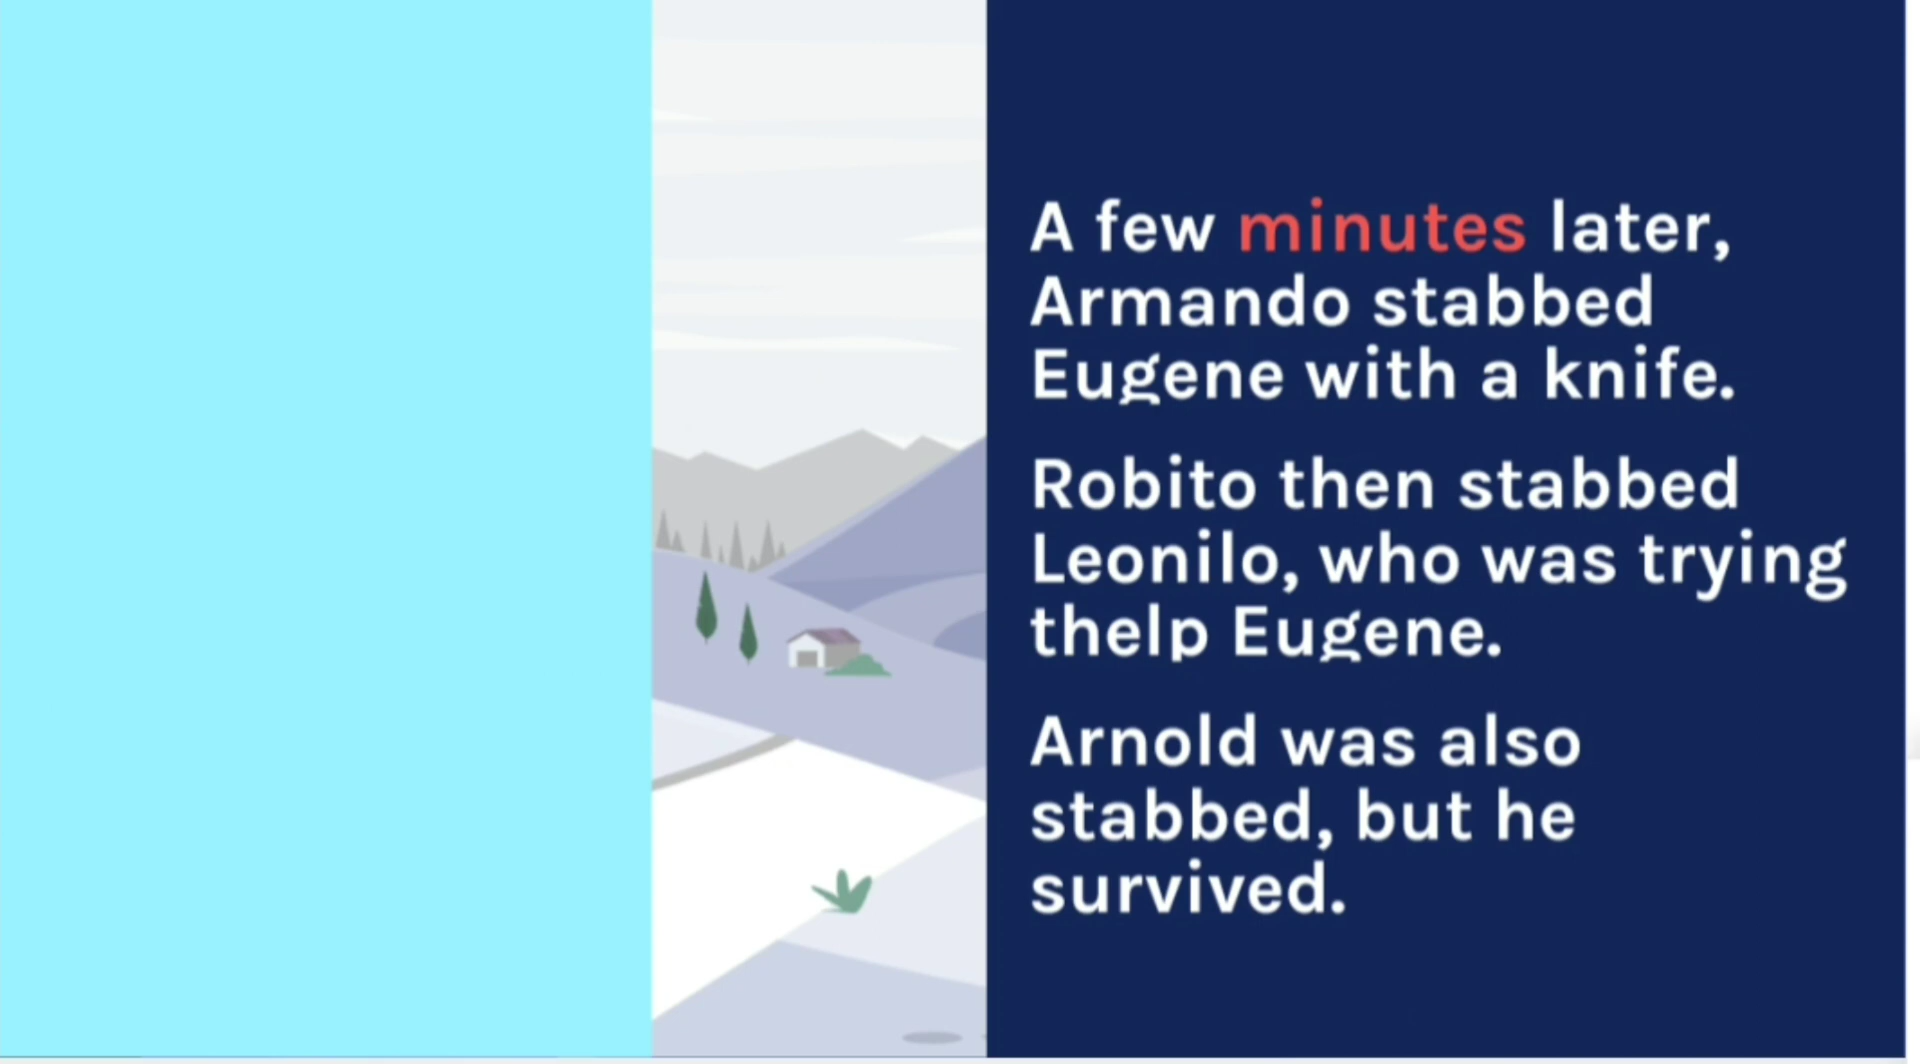 A few minutes later,
Armando stabbed
Eugene with a knife.
Robito then stabbed
Leonilo, who was trying
thelp Eugene.
Arnold was also
stabbed, but he
survived.